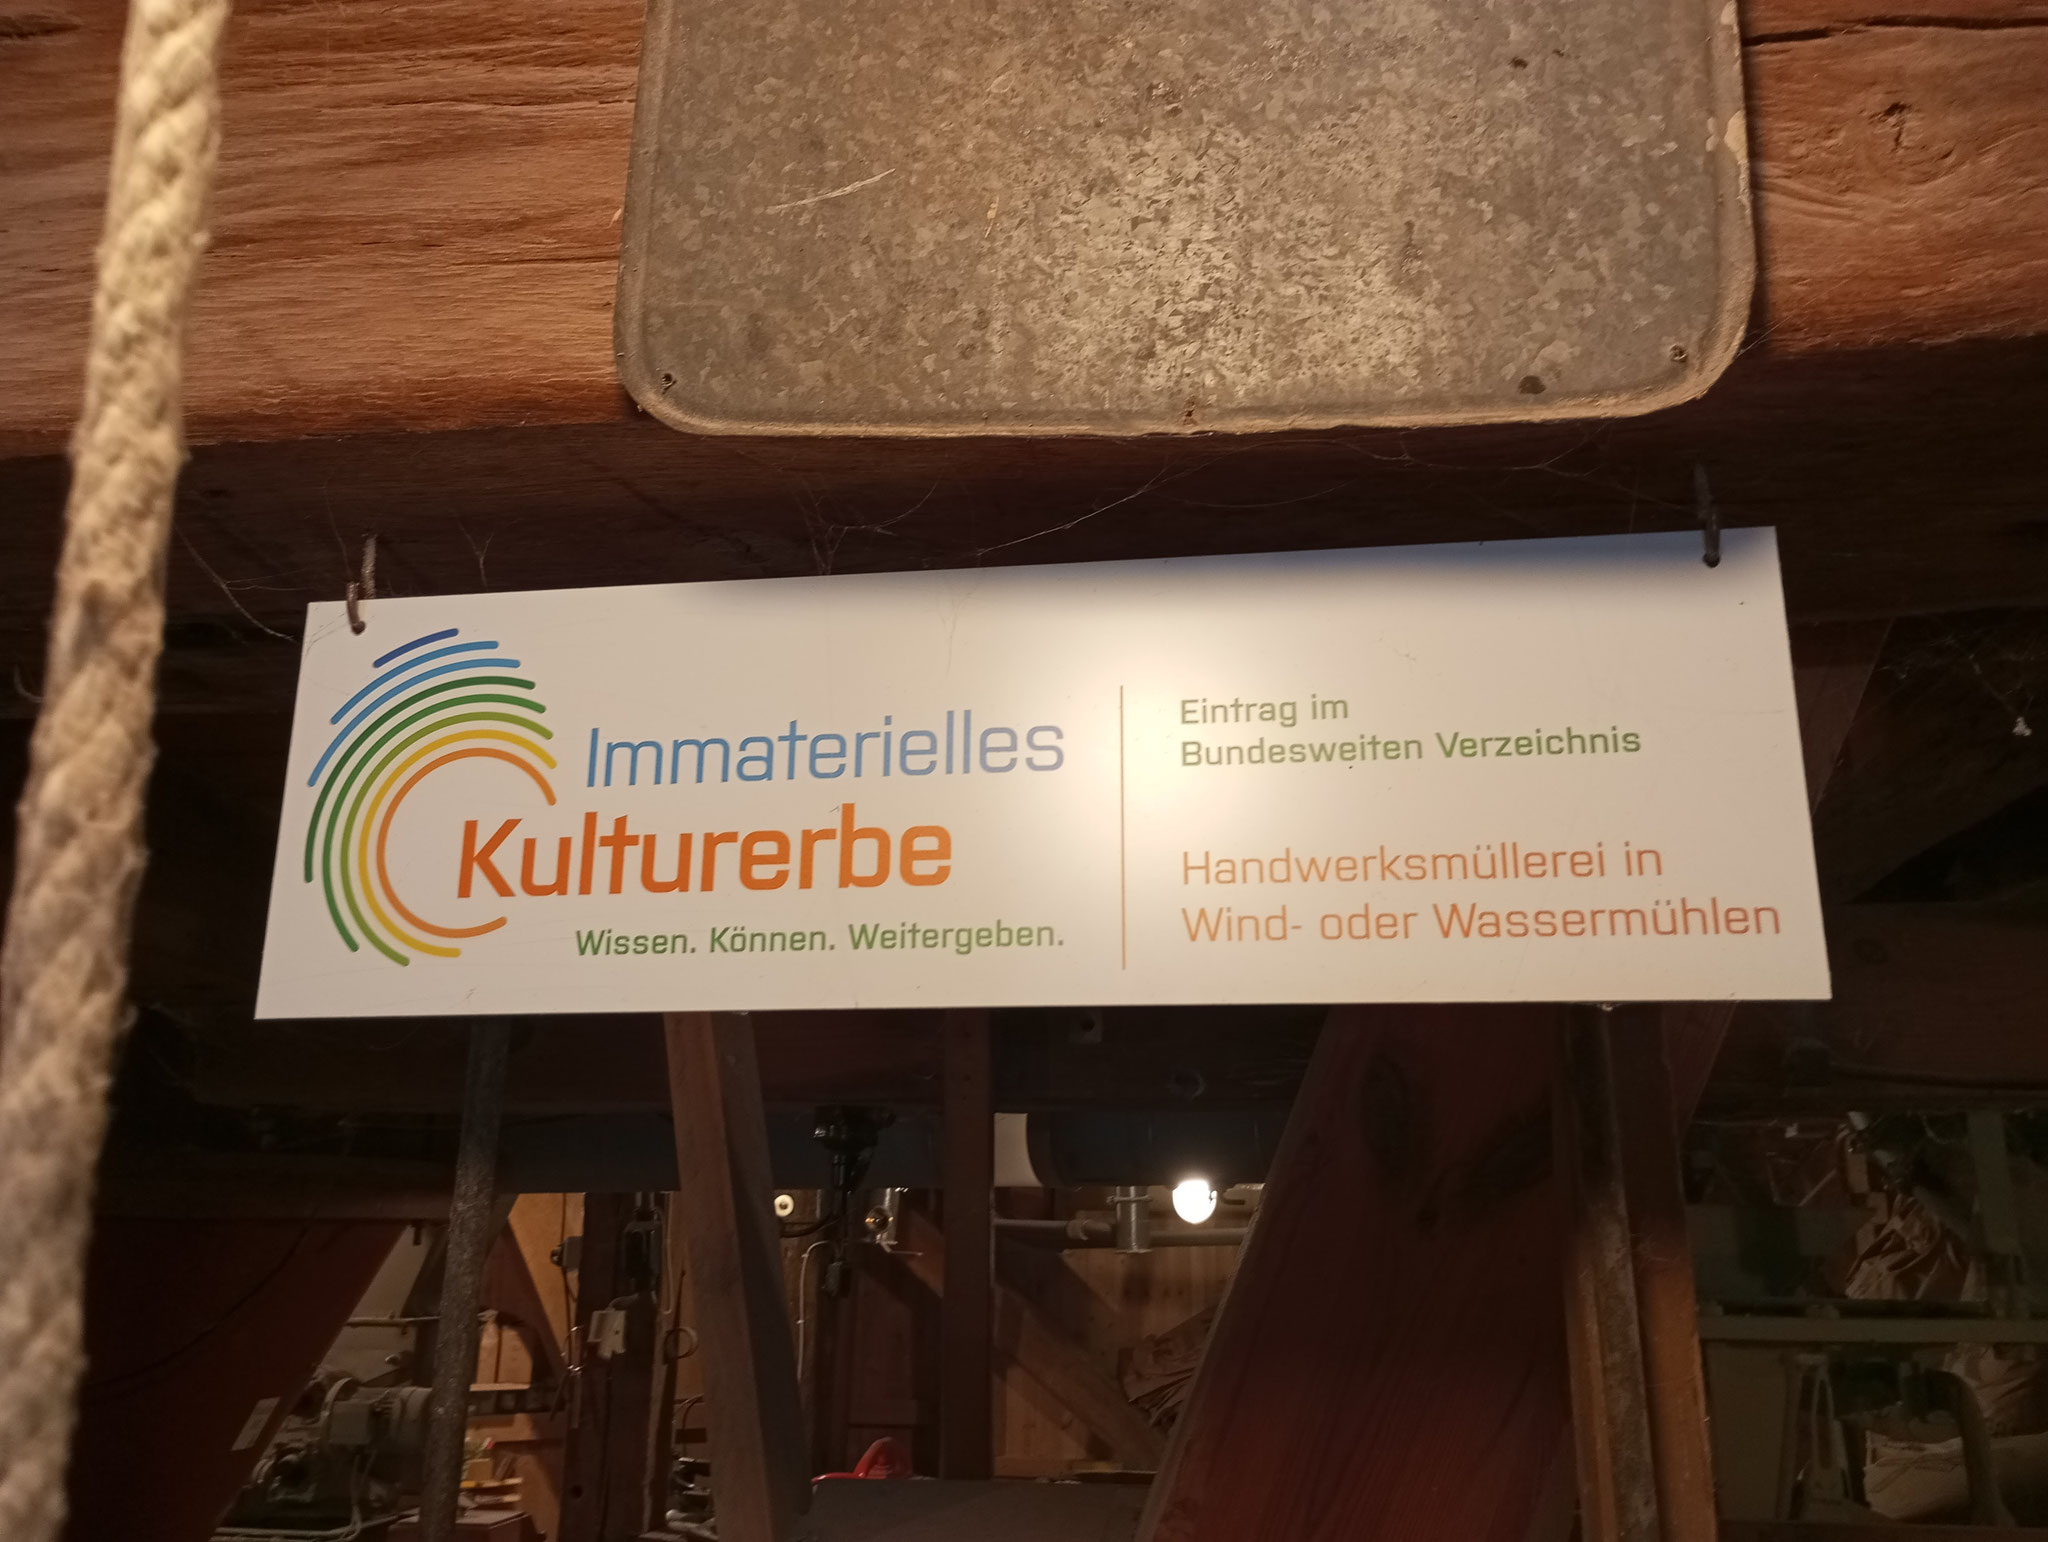 Immaterielles
Kulturerbe
Wissen. Können. Weitergeben.
Eintrag im
Bundesweiten Verzeichnis
Handwerksmüllerei in
Wind- oder Wassermühlen